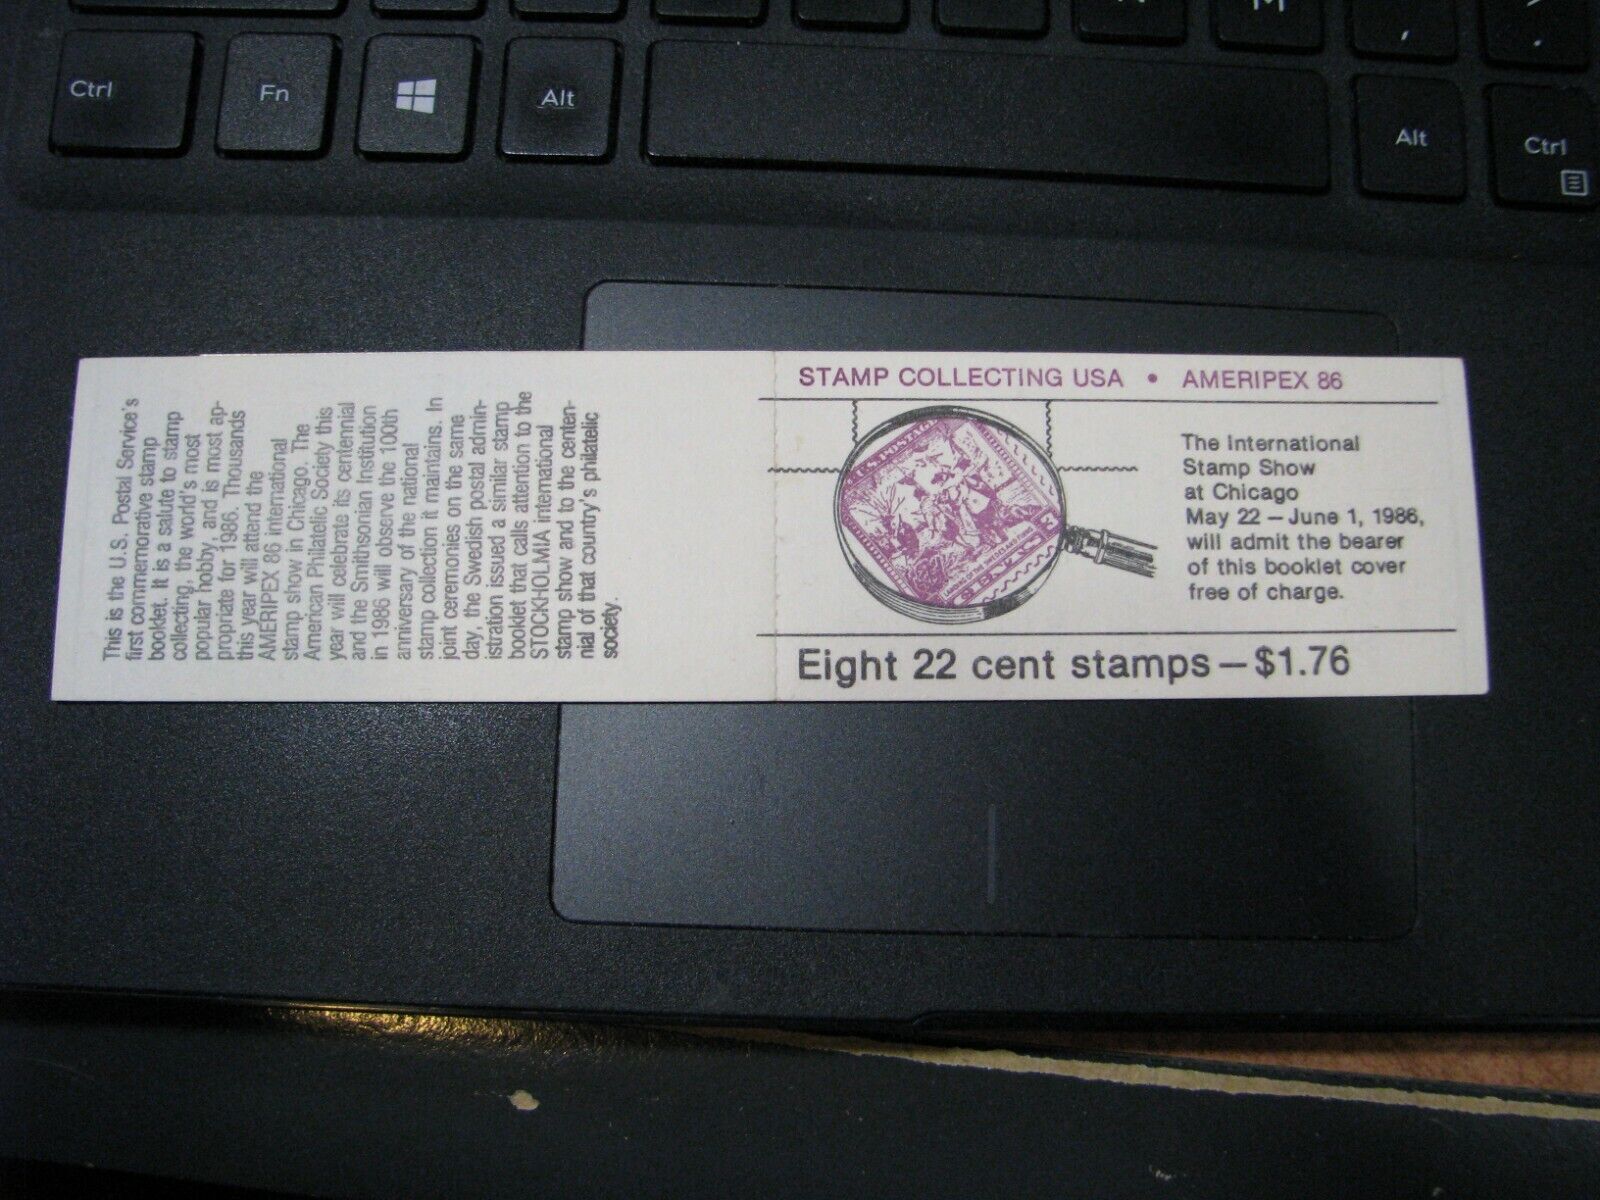 Ctrl
Fn
Alt
M
,
.
Alt
Ctrl
This is the U.S. Postal Service's
first commemorative stamp
booklet. It is a salute to stamp
collecting, the world's most
popular hobby, and is most ap-
propriate for 1986. Thousands
this year will attend the
AMERIPEX 86 international
stamp show in Chicago. The
American Philatelic Society this
year will celebrate its centennial
and the Smithsonian Institution
in 1986 will observe the 100th
anniversary of the national
stamp collection it maintains. In
joint ceremonies on the same
day, the Swedish postal admin-
istration issued a similar stamp
booklet that calls attention to the
STOCKHOLMIA international
stamp show and to the centen-
nial of that country's philatelic
society.
STAMP COLLECTING USA • AMERIPEX 86
U.S. POSTAGE
The International
Stamp Show
at Chicago
May 22 – June 1, 1986,
will admit the bearer
of this booklet cover
free of charge.
Eight 22 cent stamps – $1.76